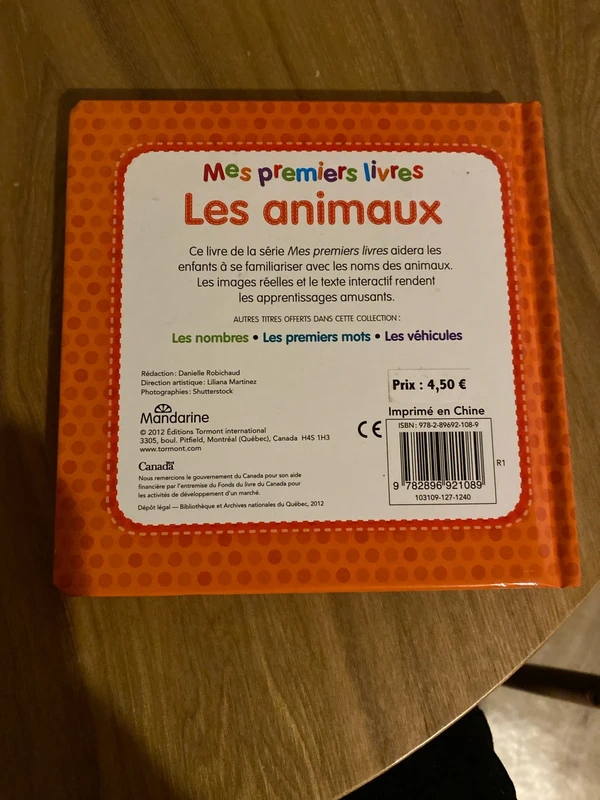 Mes premiers livres
Les animaux
Ce livre de la série Mes premiers livres aidera les
enfants à se familiariser avec les noms des animaux.
Les images réelles et le texte interactif rendent
les apprentissages amusants.
AUTRES TITRES OFFERTS DANS CETTE COLLECTION :
Les nombres • Les premiers mots • Les véhicules
Rédaction : Danielle Robichaud
Direction artistique : Liliana Martinez
Photographies : Shutterstock
Mandarine
© 2012 Éditions Tormont international
3305, boul. Pitfield, Montréal (Québec), Canada H4S 1H3
www.tormont.com
Canada
Nous remercions le gouvernement du Canada pour son aide
financière par l'entremise du Fonds du livre du Canada pour
les activités de développement d'un marché.
Dépôt légal — Bibliothèque et Archives nationales du Québec, 2012
Prix : 4,50 €
Imprimé en Chine
CE
ISBN : 978-2-89692-108-9
9 782896 921089
103109-127-1240
R1